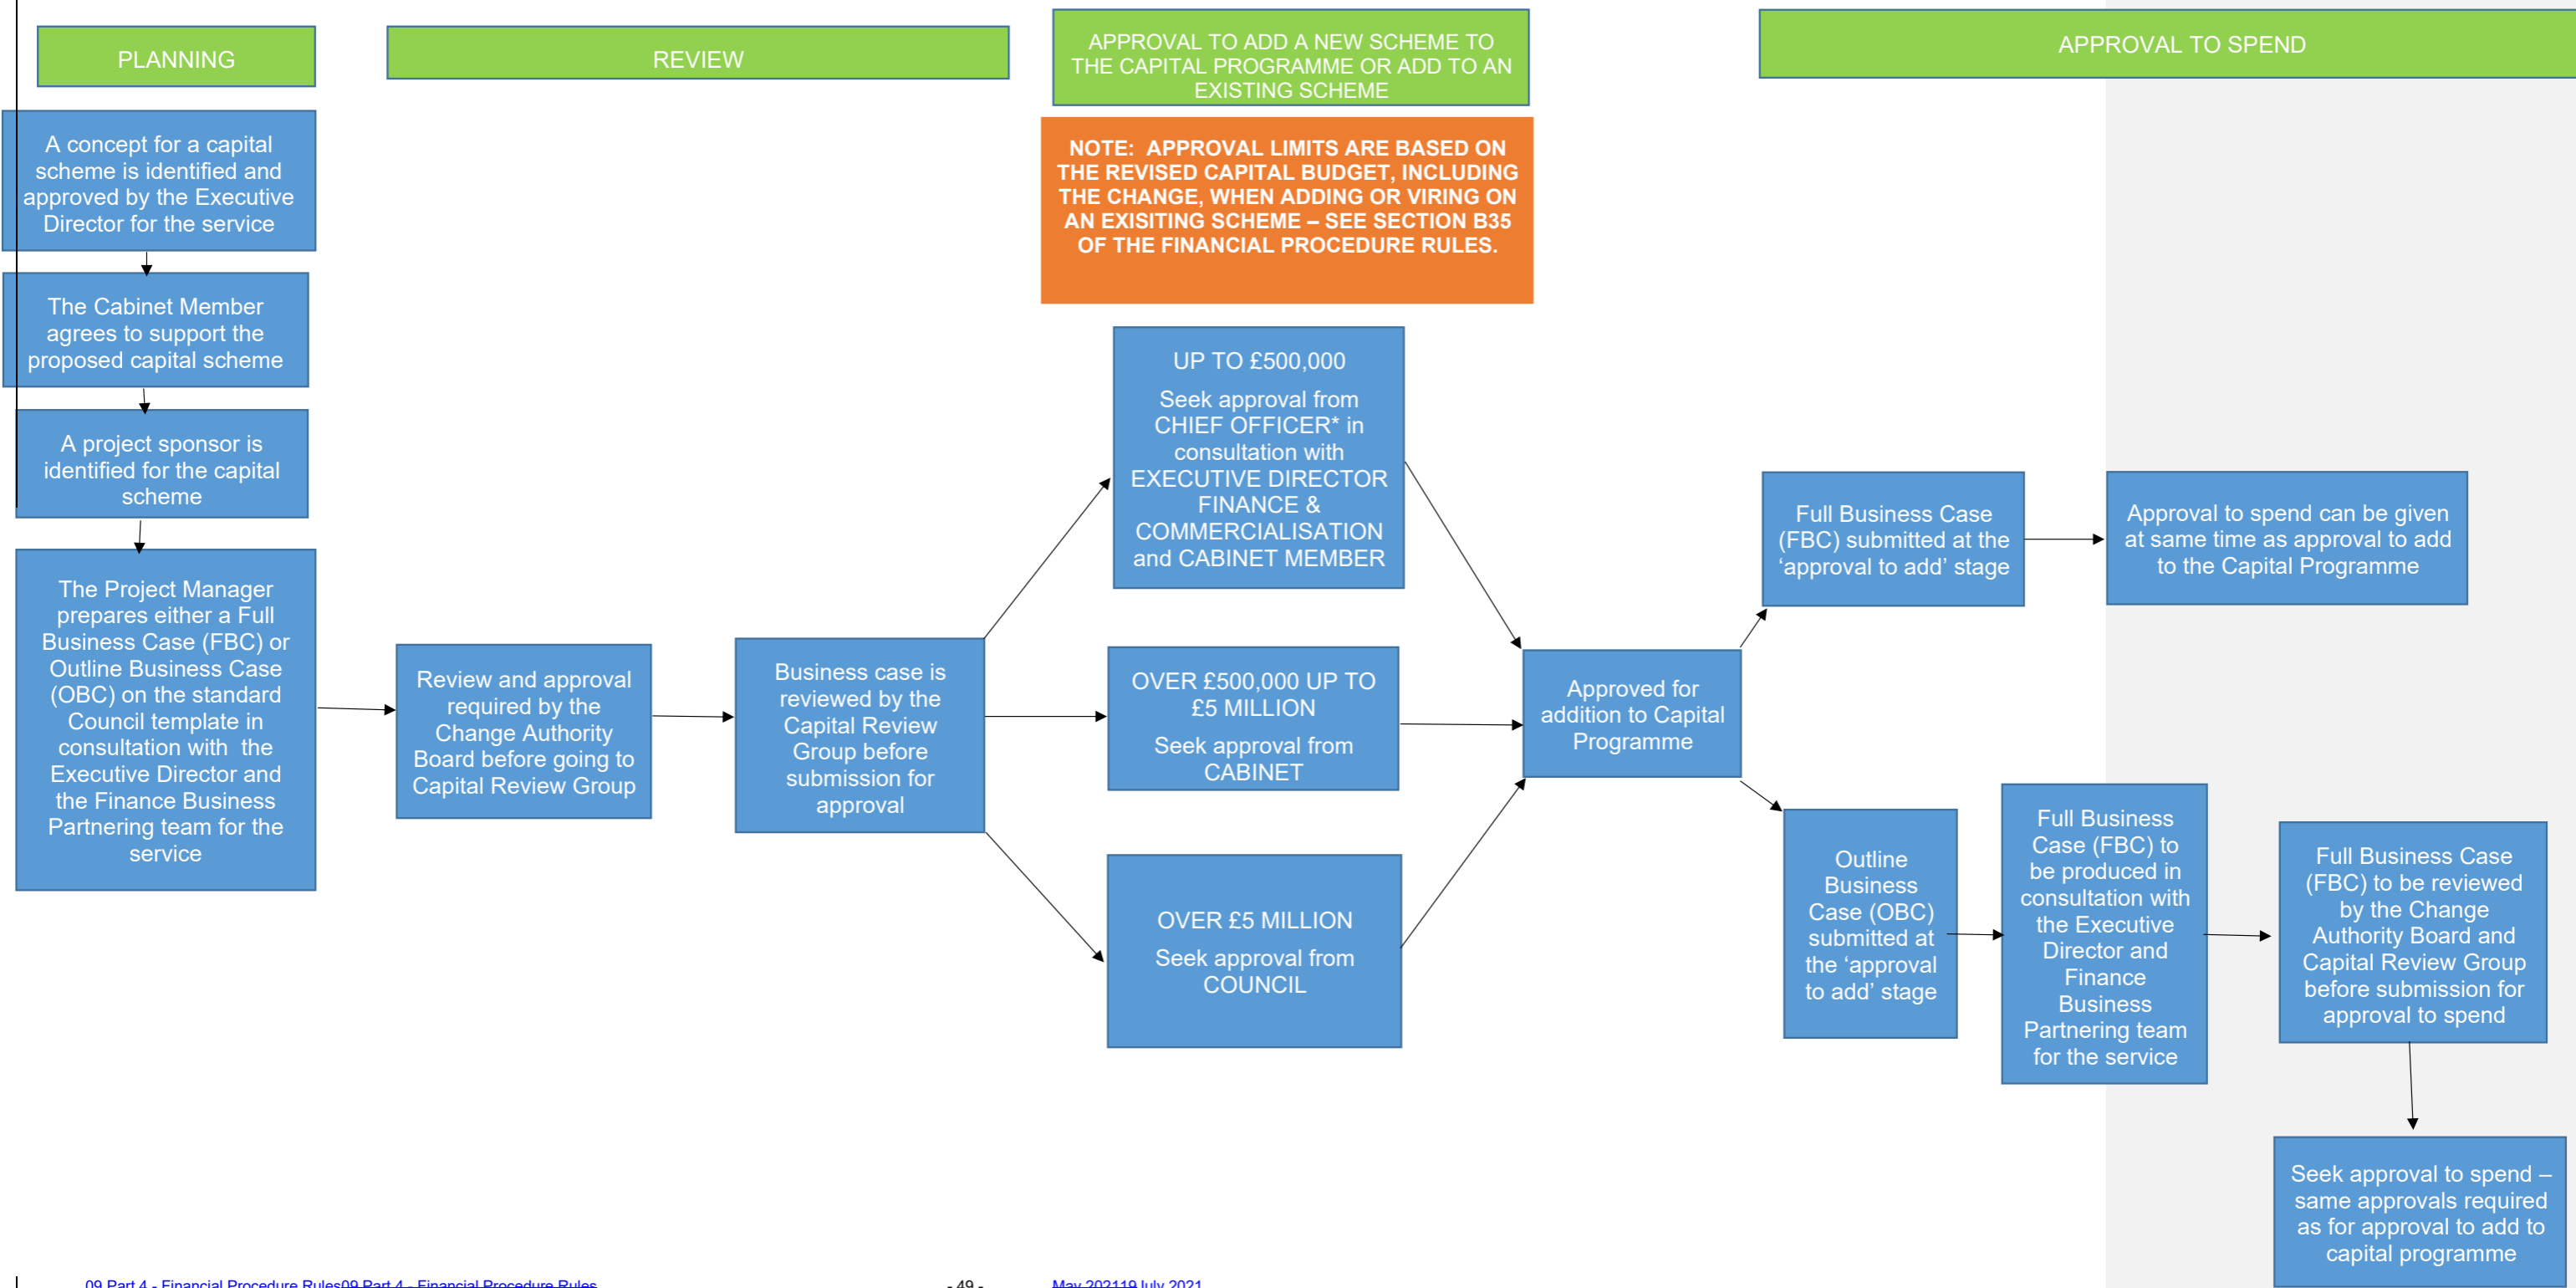 PLANNING
A concept for a capital
scheme is identified and
approved by the Executive
Director for the service
The Cabinet Member
agrees to support the
proposed capital scheme
A project sponsor is
identified for the capital
scheme
The Project Manager
prepares either a Full
Business Case (FBC) or
Outline Business Case
(OBC) on the standard
Council template in
consultation with the
Executive Director and
the Finance Business
Partnering team for the
service
REVIEW
Review and approval
required by the
Change Authority
Board before going to
Capital Review Group
Business case is
reviewed by the
Capital Review
Group before
submission for
approval
APPROVAL TO ADD A NEW SCHEME TO
THE CAPITAL PROGRAMME OR ADD TO AN
EXISTING SCHEME
NOTE: APPROVAL LIMITS ARE BASED ON
THE REVISED CAPITAL BUDGET, INCLUDING
THE CHANGE, WHEN ADDING OR VIRING ON
AN EXISITING SCHEME – SEE SECTION B35
OF THE FINANCIAL PROCEDURE RULES.
UP TO £500,000
Seek approval from
CHIEF OFFICER* in
consultation with
EXECUTIVE DIRECTOR
FINANCE &
COMMERCIALISATION
and CABINET MEMBER
OVER £500,000 UP TO
£5 MILLION
Seek approval from
CABINET
OVER £5 MILLION
Seek approval from
COUNCIL
Approved for
addition to Capital
Programme
APPROVAL TO SPEND
Full Business Case
(FBC) submitted at the
‘approval to add’ stage
Approval to spend can be given
at same time as approval to add
to the Capital Programme
Outline
Business
Case (OBC)
submitted at
the ‘approval
to add’ stage
Full Business
Case (FBC) to
be produced in
consultation with
the Executive
Director and
Finance
Business
Partnering team
for the service
Full Business Case
(FBC) to be reviewed
by the Change
Authority Board and
Capital Review Group
before submission for
approval to spend
Seek approval to spend –
same approvals required
as for approval to add to
capital programme
09 Part 4 - Financial Procedure Rules09 Part 4 - Financial Procedure Rules
- 49 -
May 202119 July 2021